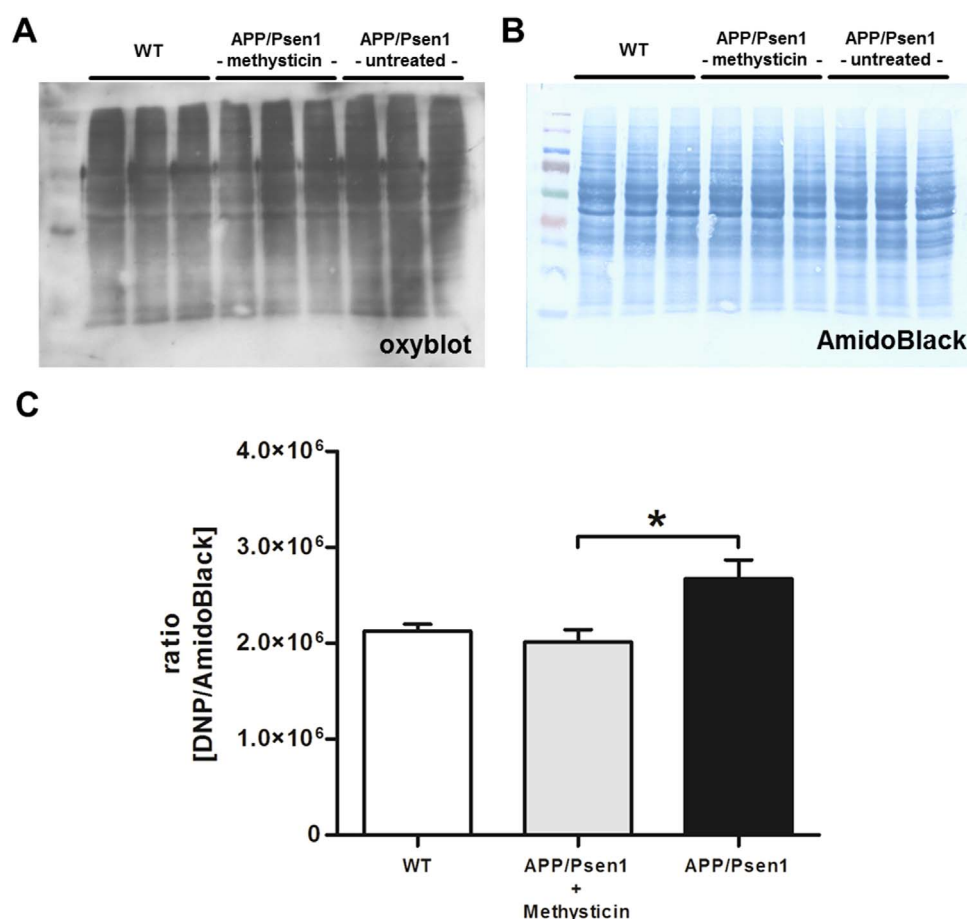 A
WT
APP/Psen1
- methysticin -
APP/Psen1
- untreated -
oxyblot
B
WT
APP/Psen1
- methysticin -
APP/Psen1
- untreated -
AmidoBlack
C
ratio
[DNP/AmidoBlack]
4.0×10⁶
3.0×10⁶
2.0×10⁶
1.0×10⁶
0
*
WT
APP/Psen1
+
Methysticin
APP/Psen1